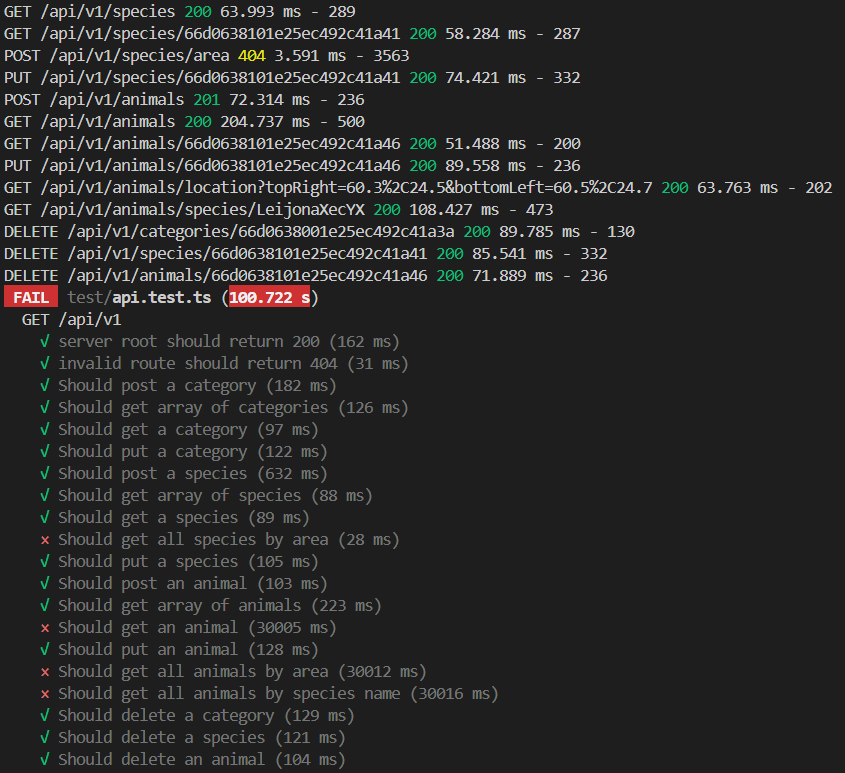 GET /api/v1/species 200 63.993 ms - 289
GET /api/v1/species/66d0638101e25ec492c41a41 200 58.284 ms - 287
POST /api/v1/species/area 404 3.591 ms - 3563
PUT /api/v1/species/66d0638101e25ec492c41a41 200 74.421 ms - 332
POST /api/v1/animals 201 72.314 ms - 236
GET /api/v1/animals 200 204.737 ms - 500
GET /api/v1/animals/66d0638101e25ec492c41a46 200 51.488 ms - 200
PUT /api/v1/animals/66d0638101e25ec492c41a46 200 89.558 ms - 236
GET /api/v1/animals/location?topRight=60.3%2C24.5&bottomLeft=60.5%2C24.7 200 63.763 ms - 202
GET /api/v1/animals/species/LeijonaXecYX 200 108.427 ms - 473
DELETE /api/v1/categories/66d0638001e25ec492c41a3a 200 89.785 ms - 130
DELETE /api/v1/species/66d0638101e25ec492c41a41 200 85.541 ms - 332
DELETE /api/v1/animals/66d0638101e25ec492c41a46 200 71.889 ms - 236
FAIL test/api.test.ts (100.722 s)
GET /api/v1
√ server root should return 200 (162 ms)
√ invalid route should return 404 (31 ms)
√ Should post a category (182 ms)
√ Should get array of categories (126 ms)
√ Should get a category (97 ms)
√ Should put a category (122 ms)
√ Should post a species (632 ms)
√ Should get array of species (88 ms)
√ Should get a species (89 ms)
× Should get all species by area (28 ms)
√ Should put a species (105 ms)
√ Should post an animal (103 ms)
√ Should get array of animals (223 ms)
× Should get an animal (30005 ms)
√ Should put an animal (128 ms)
× Should get all animals by area (30012 ms)
× Should get all animals by species name (30016 ms)
√ Should delete a category (129 ms)
√ Should delete a species (121 ms)
√ Should delete an animal (104 ms)